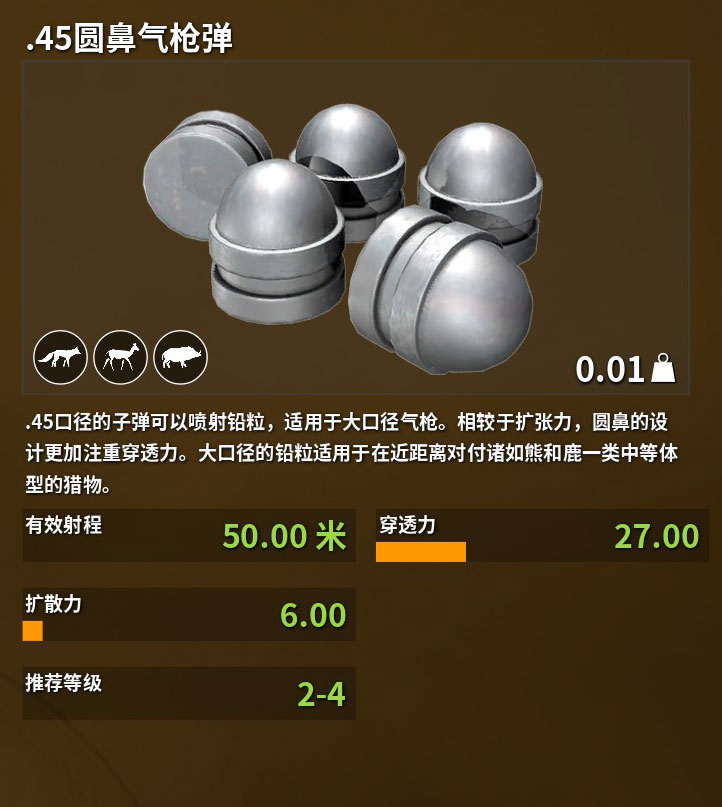 .45圆鼻气枪弹
0.01
.45口径的子弹可以喷射铅粒，适用于大口径气枪。相较于扩张力，圆鼻的设
计更加注重穿透力。大口径的铅粒适用于在近距离对付诸如熊和鹿一类中等体
型的猎物。
有效射程 50.00 米
穿透力 27.00
扩散力 6.00
推荐等级 2-4